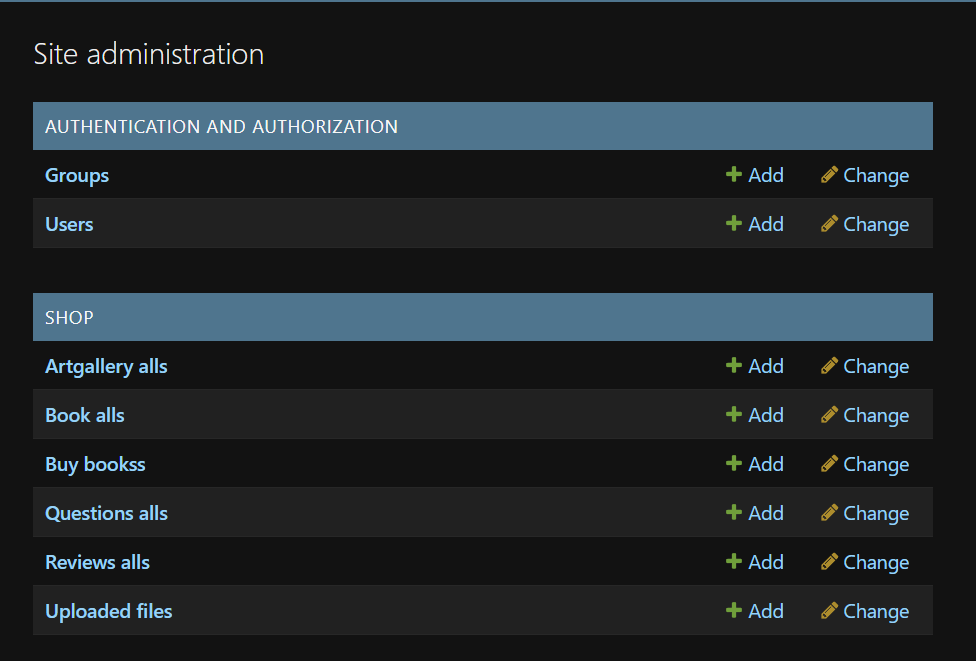 Site administration
AUTHENTICATION AND AUTHORIZATION
Groups Add Change
Users Add Change
SHOP
Artgallery alls Add Change
Book alls Add Change
Buy bookss Add Change
Questions alls Add Change
Reviews alls Add Change
Uploaded files Add Change